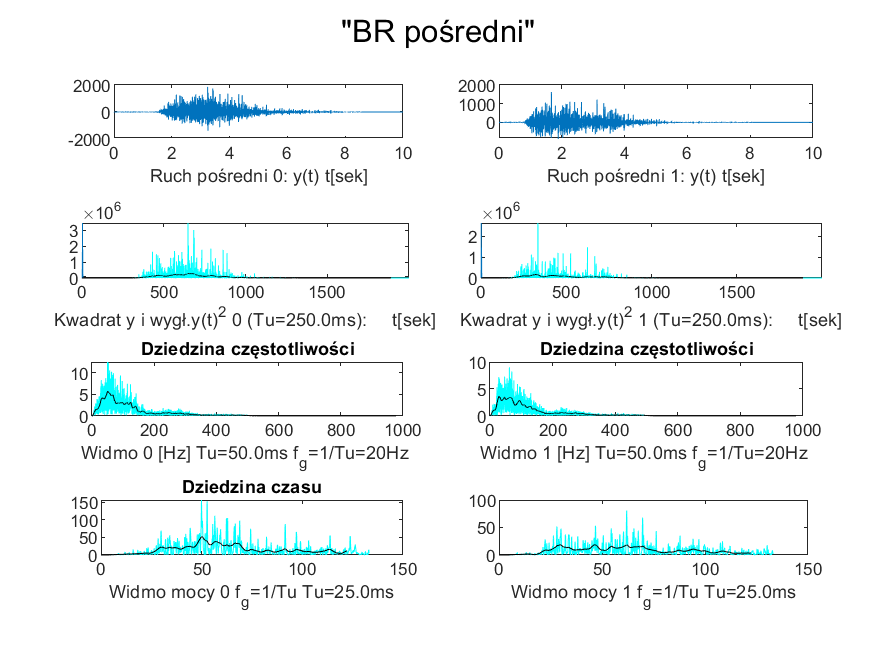 "BR pośredni"
2000
0
-2000
0 2 4 6 8 10
Ruch pośredni 0: y(t) t[sek]
2000
1000
0
0 2 4 6 8 10
Ruch pośredni 1: y(t) t[sek]
×10^6
3
2
1
0
0 500 1000 1500
Kwadrat y i wygł.y(t)^2 0 (Tu=250.0ms): t[sek]
×10^6
2
1
0
0 500 1000 1500
Kwadrat y i wygł.y(t)^2 1 (Tu=250.0ms): t[sek]
Dziedzina częstotliwości
10
5
0
0 200 400 600 800 1000
Widmo 0 [Hz] Tu=50.0ms f_g=1/Tu=20Hz
Dziedzina częstotliwości
10
5
0
0 200 400 600 800 1000
Widmo 1 [Hz] Tu=50.0ms f_g=1/Tu=20Hz
Dziedzina czasu
150
100
50
0
0 50 100 150
Widmo mocy 0 f_g=1/Tu Tu=25.0ms
100
50
0
0 50 100 150
Widmo mocy 1 f_g=1/Tu Tu=25.0ms